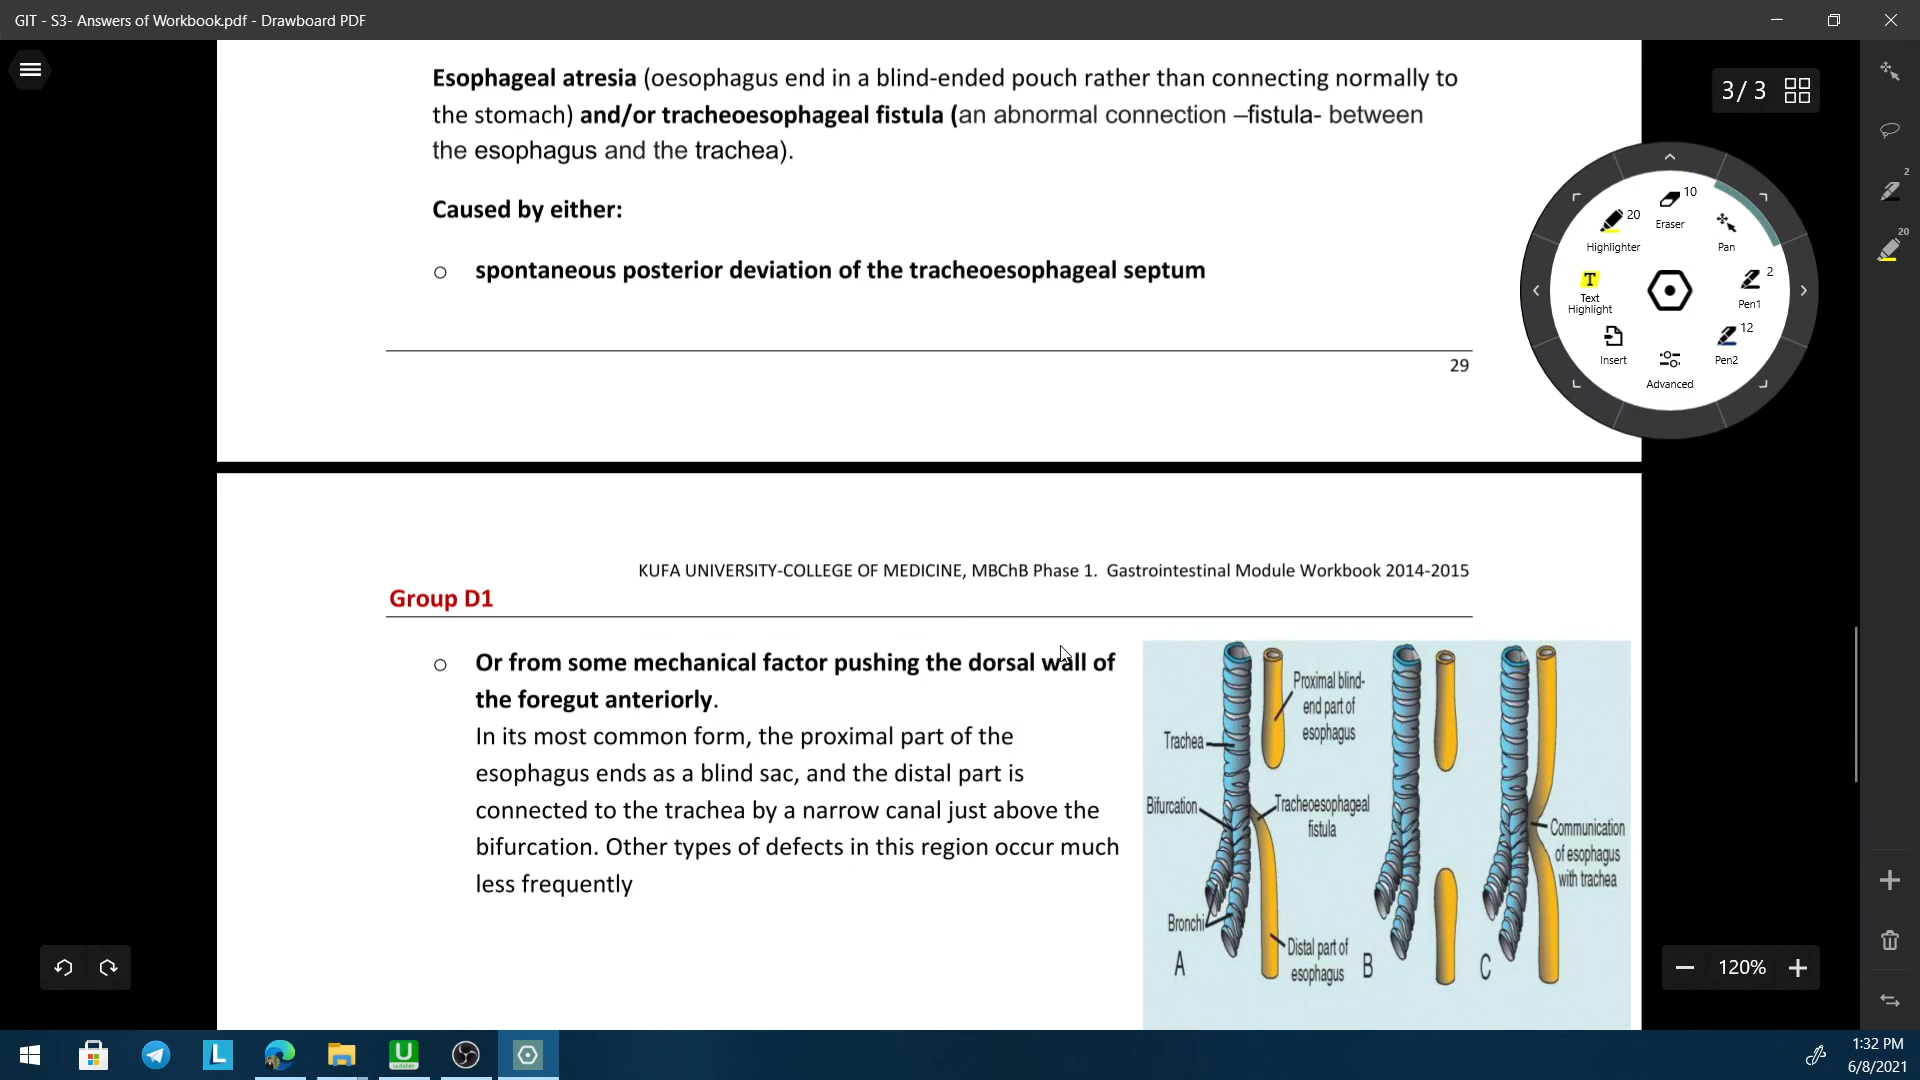 GIT - S3- Answers of Workbook.pdf - Drawboard PDF
Esophageal atresia (oesophagus end in a blind-ended pouch rather than connecting normally to
the stomach) and/or tracheoesophageal fistula (an abnormal connection –fistula- between
the esophagus and the trachea).
Caused by either:
o spontaneous posterior deviation of the tracheoesophageal septum
29
3 / 3
10
Eraser
20
Highlighter
Pan
T
Text
Highlight
2
Pen1
Insert
12
Pen2
Advanced
2
20
KUFA UNIVERSITY-COLLEGE OF MEDICINE, MBChB Phase 1. Gastrointestinal Module Workbook 2014-2015
Group D1
o Or from some mechanical factor pushing the dorsal wall of
the foregut anteriorly.
In its most common form, the proximal part of the
esophagus ends as a blind sac, and the distal part is
connected to the trachea by a narrow canal just above the
bifurcation. Other types of defects in this region occur much
less frequently
Proximal blind-
end part of
esophagus
Trachea
Bifurcation
Tracheoesophageal
fistula
Communication
of esophagus
with trachea
Bronchi
Distal part of
esophagus
A
B
C
120%
L
U
1:32 PM
6/8/2021